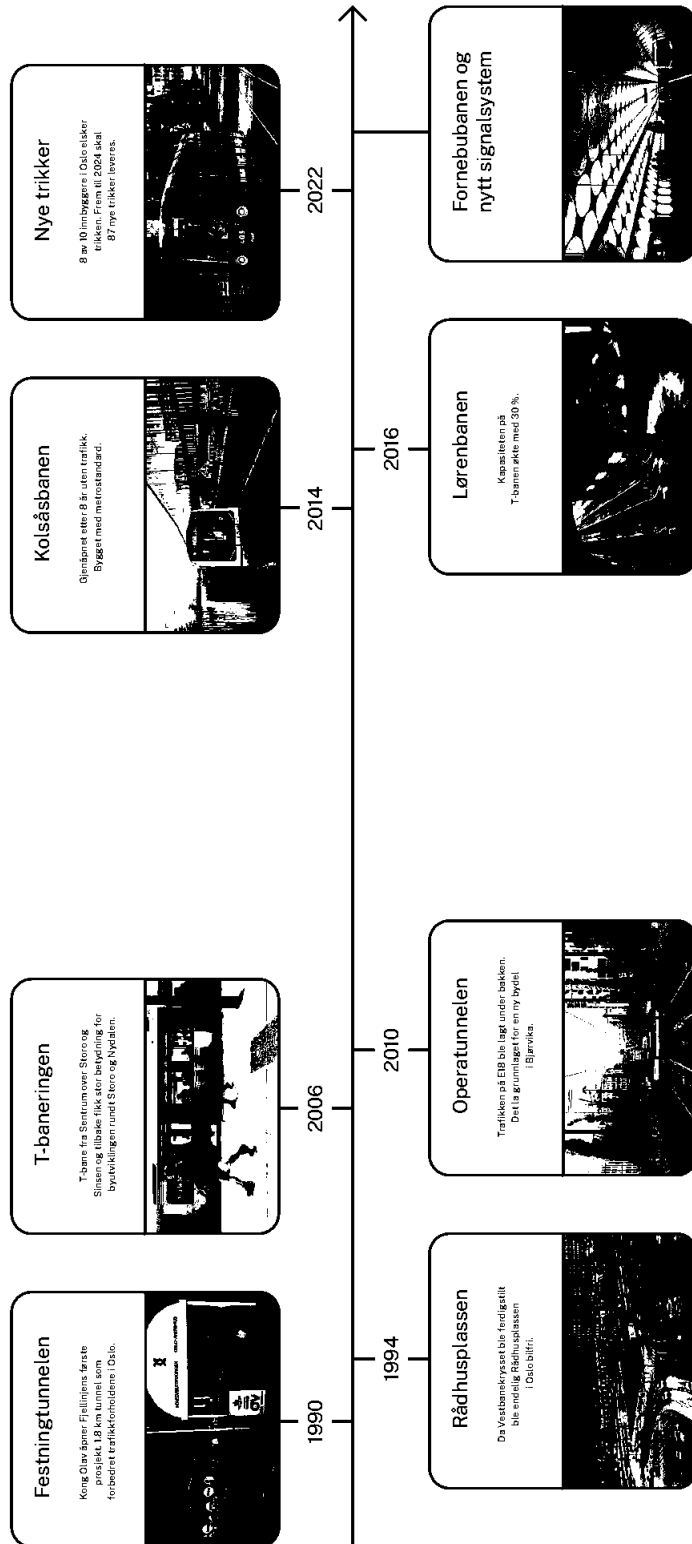 Festningtunnelen
Kong Olav åpner Fjellinjens første
prosjekt. 1.8 km tunnel som
forbedret trafikkforholdene i Oslo.
1990
Rådhusplassen
Da Vestbanekrysset ble ferdigstilt
ble endelig Rådhusplassen
i Oslo bilfri.
1994
T-baneringen
T-bane fra Sentrum over Storo og
Sinsen og tilbake fikk stor betydning for
byutviklingen rundt Storo og Nydalen.
2006
Operatunnelen
Trafikken på E18 ble lagt under bakken.
Det la grunnlaget for en ny bydel
i Bjørvika.
2010
Kolsåsbanen
Gjenåpnet etter 8 år uten trafikk.
Bygget med metrostandard.
2014
Lørenbanen
Kapasiteten på
T-banen økte med 30 %.
2016
Nye trikker
8 av 10 innbyggere i Oslo elsker
trikken. Frem til 2024 skal
87 nye trikker leveres.
2022
Fornebubanen og
nytt signalsystem